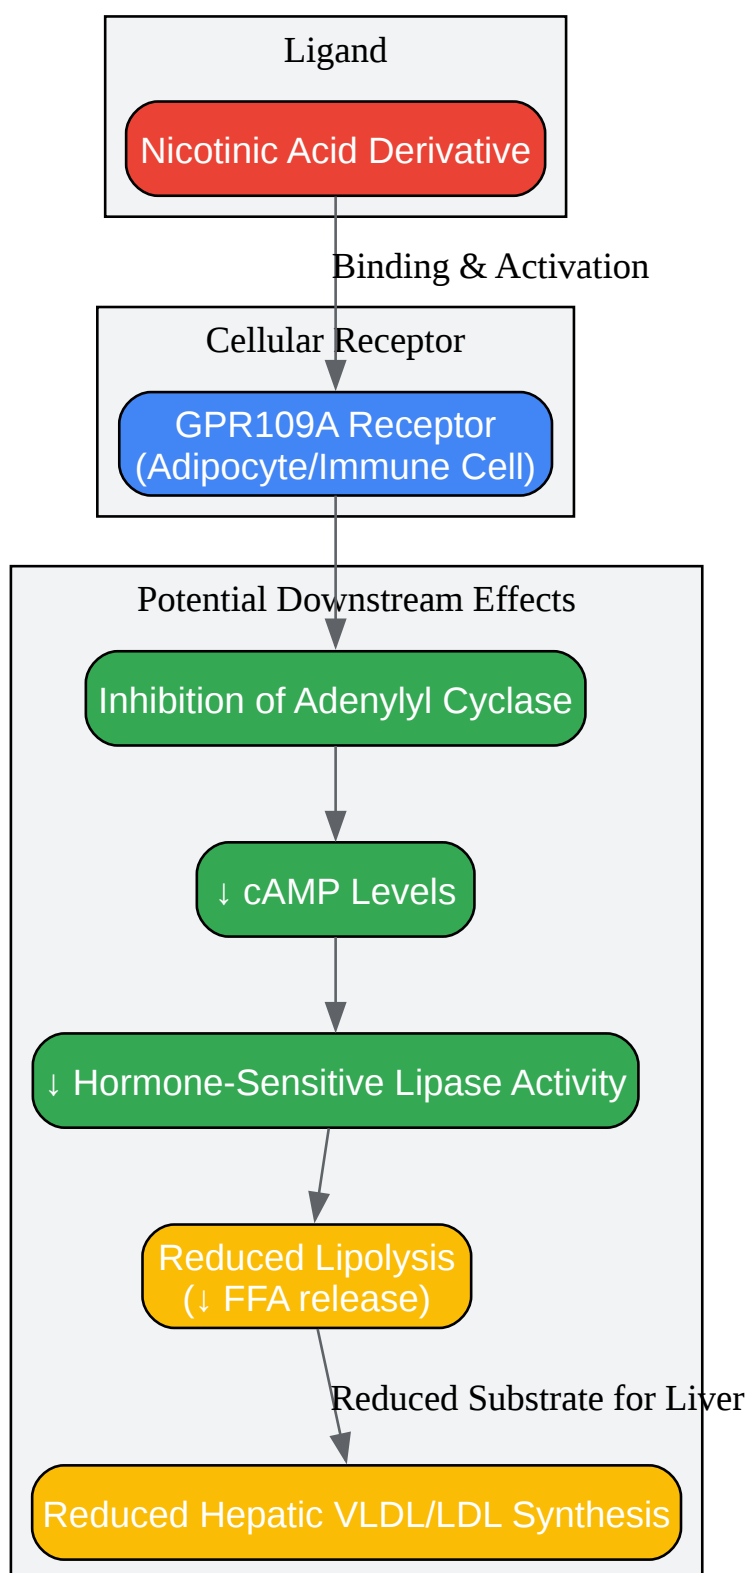 Ligand
Nicotinic Acid Derivative
Binding & Activation
Cellular Receptor
GPR109A Receptor
(Adipocyte/Immune Cell)
Potential Downstream Effects
Inhibition of Adenylyl Cyclase
↓ cAMP Levels
↓ Hormone-Sensitive Lipase Activity
Reduced Lipolysis
(↓ FFA release)
Reduced Substrate for Liver
Reduced Hepatic VLDL/LDL Synthesis